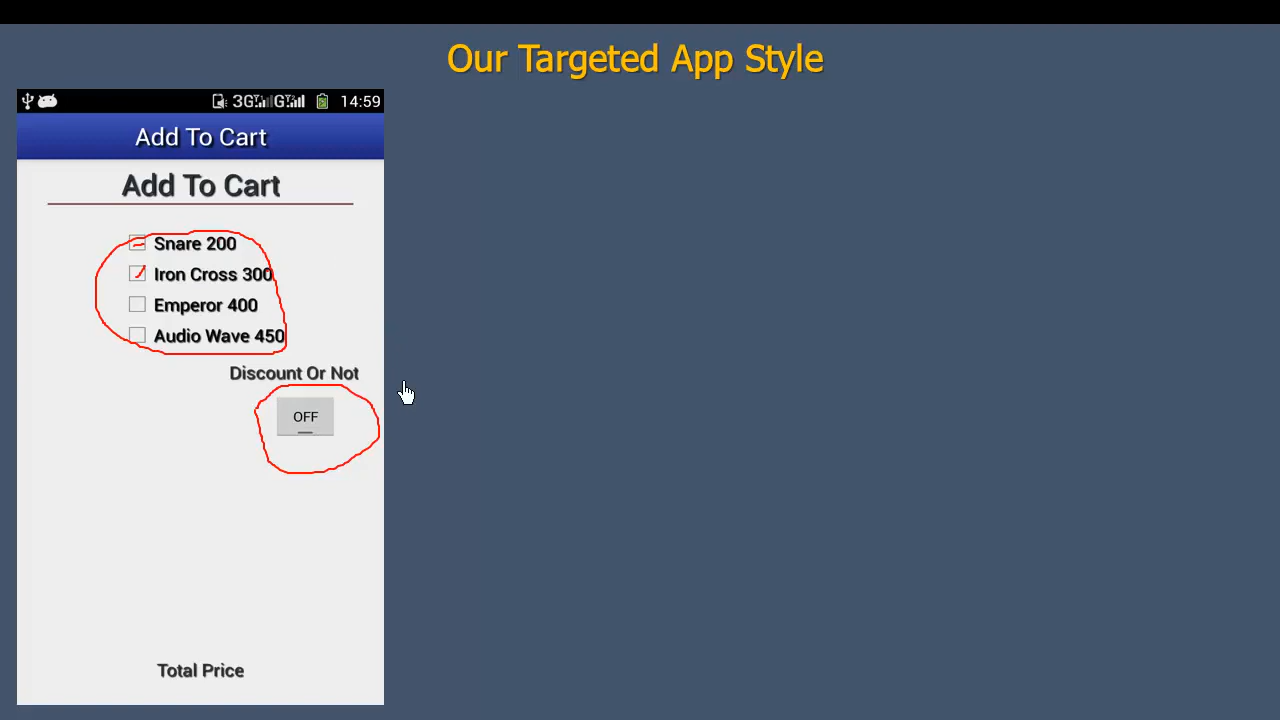 Our Targeted App Style
3G G 14:59
Add To Cart
Add To Cart
Snare 200
Iron Cross 300
Emperor 400
Audio Wave 450
Discount Or Not
OFF
Total Price